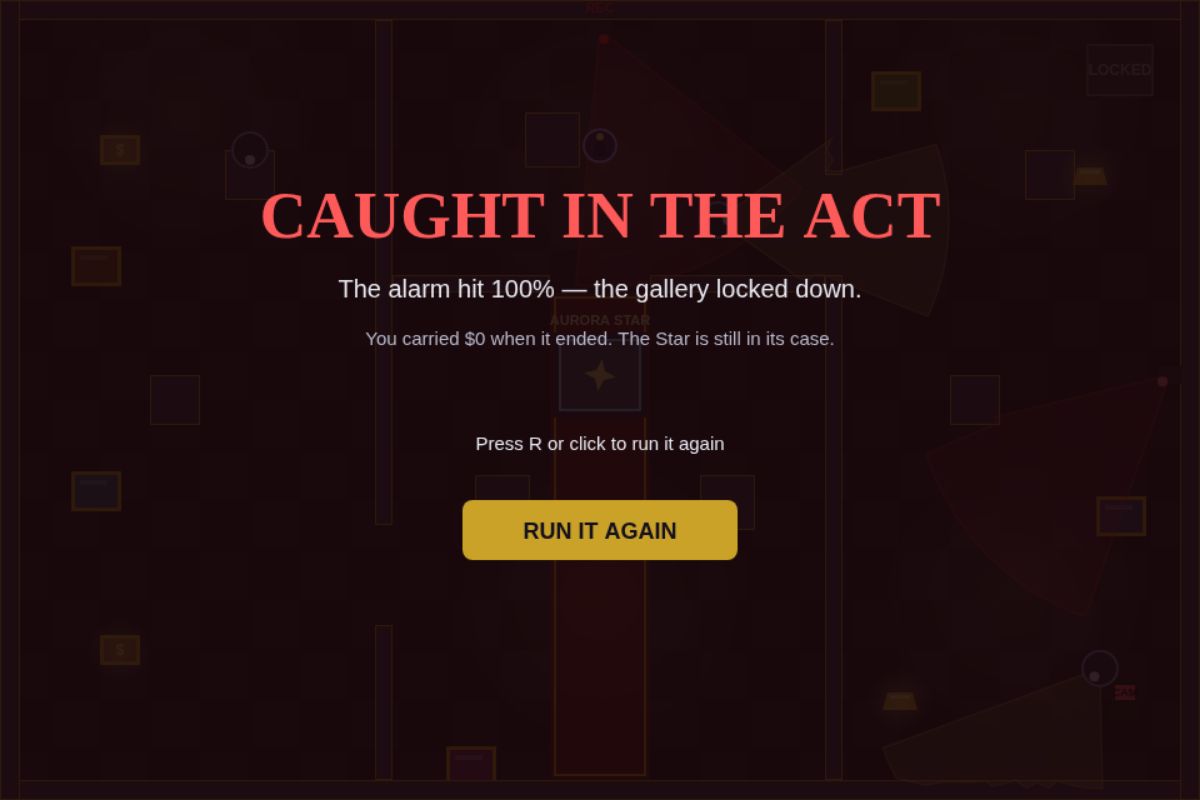 REC
LOCKED
$
CAUGHT IN THE ACT
The alarm hit 100% — the gallery locked down.
AURORA STAR
You carried $0 when it ended. The Star is still in its case.
Press R or click to run it again
RUN IT AGAIN
$
CAM